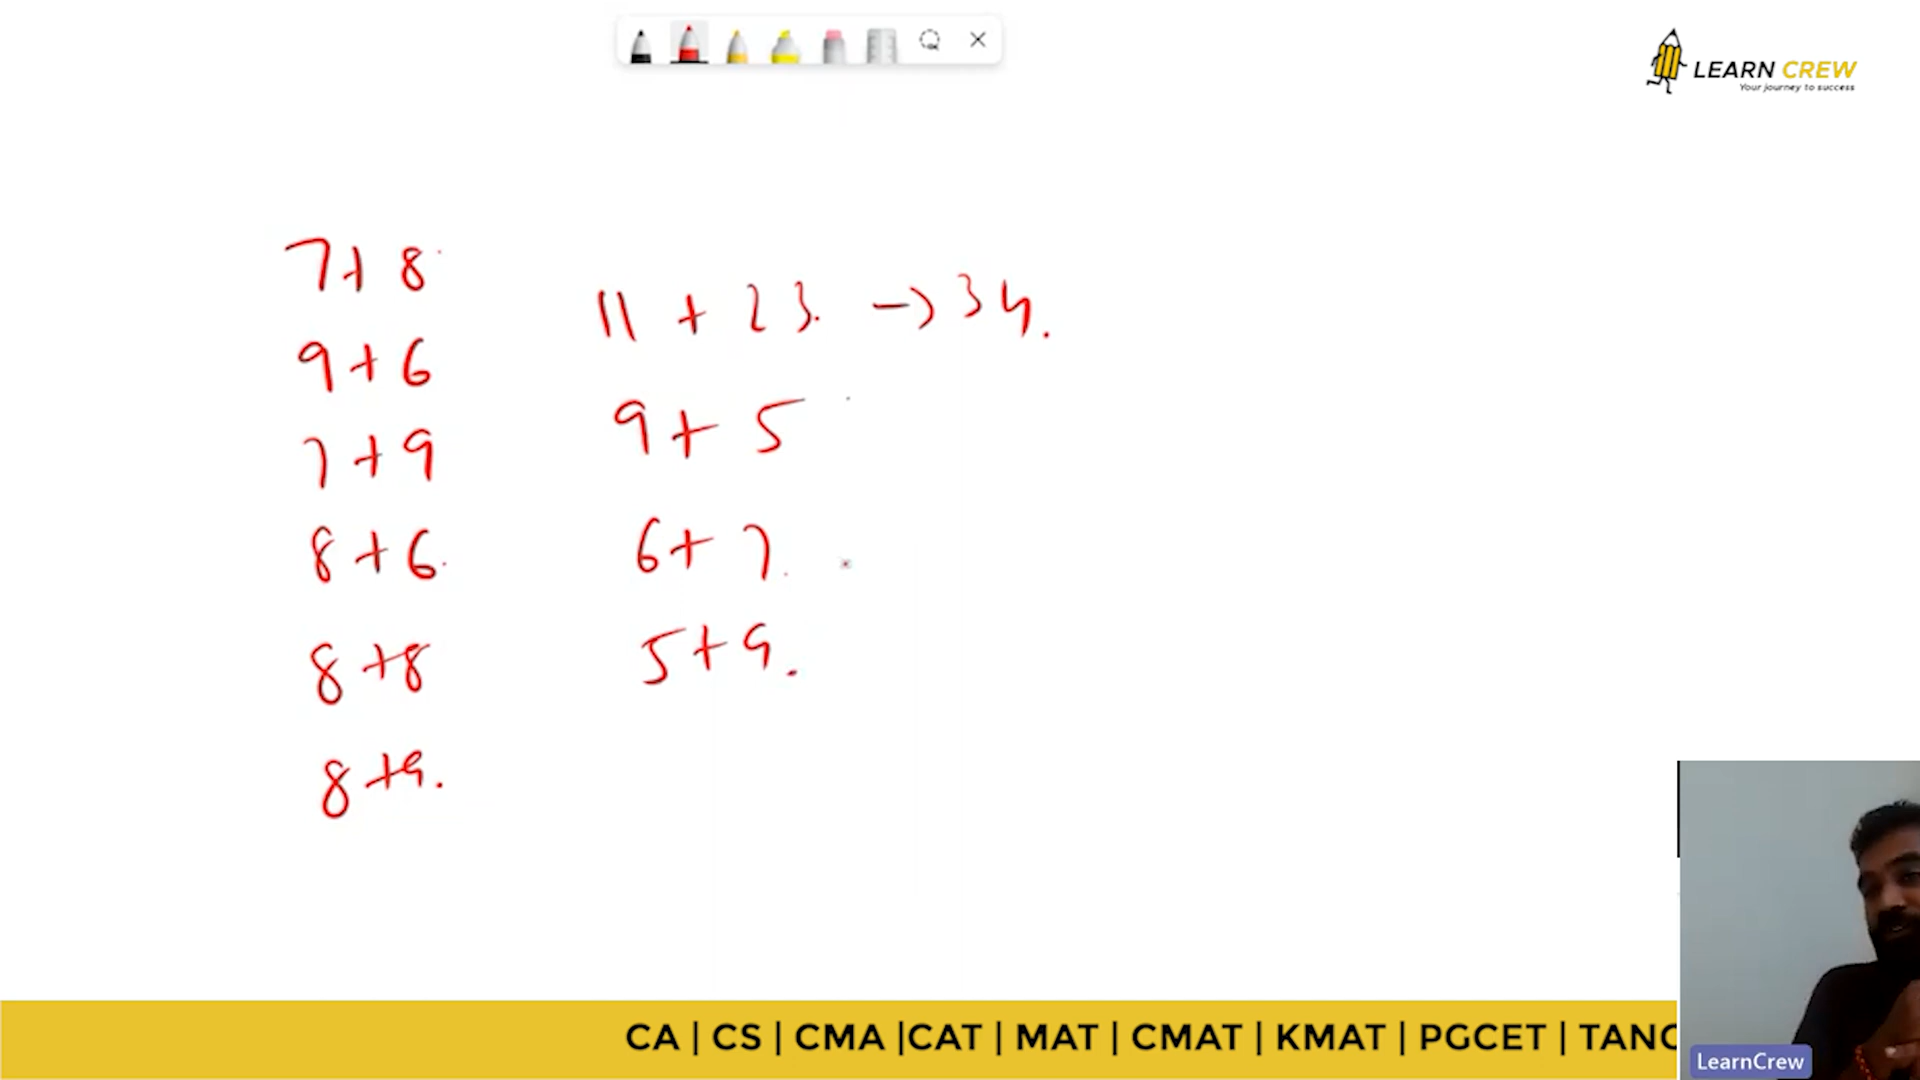 LEARN CREW
Your journey to success
7+8
9+6
7+9
8+6.
8+8
8+9.
11 + 23. → 34.
9+5
6+7.
5+9.
CA | CS | CMA |CAT | MAT | CMAT | KMAT | PGCET | TANC
LearnCrew